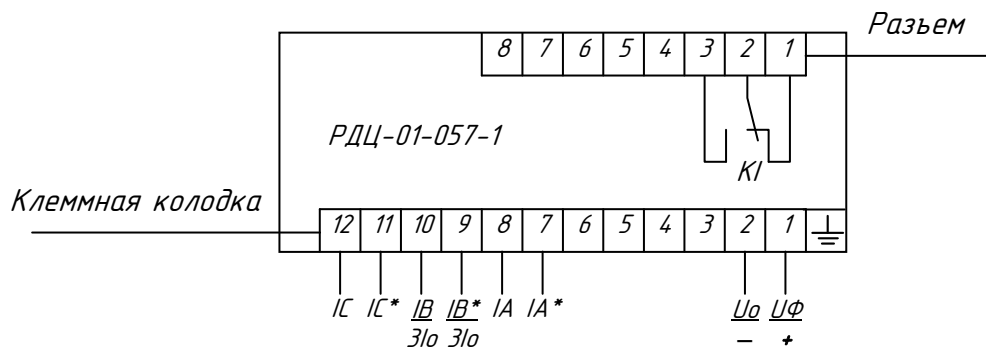 Разъем
8 7 6 5 4 3 2 1
РДЦ-01-057-1
К1
Клеммная колодка
12 11 10 9 8 7 6 5 4 3 2 1
IC IC* IB IB* IA IA* Uo UФ
3Io 3Io − +